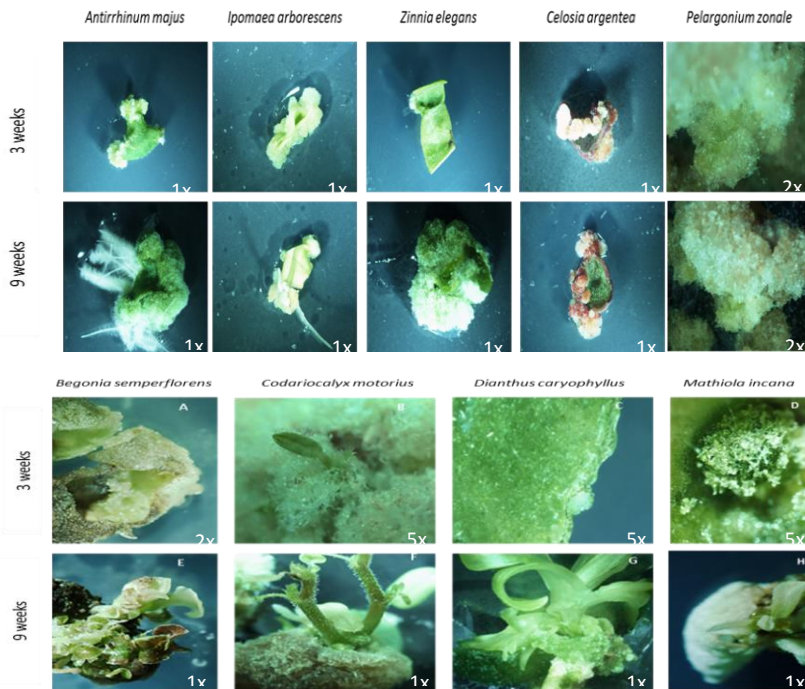 Antirrhinum majus Ipomaea arborescens Zinnia elegans Celosia argentea Pelargonium zonale
3 weeks
1x 1x 1x 1x 2x
9 weeks
1x 1x 1x 1x 2x
Begonia semperflorens Codariocalyx motorius Dianthus caryophyllus Mathiola incana
3 weeks
A B C D
2x 5x 5x 5x
9 weeks
E F G H
1x 1x 1x 1x